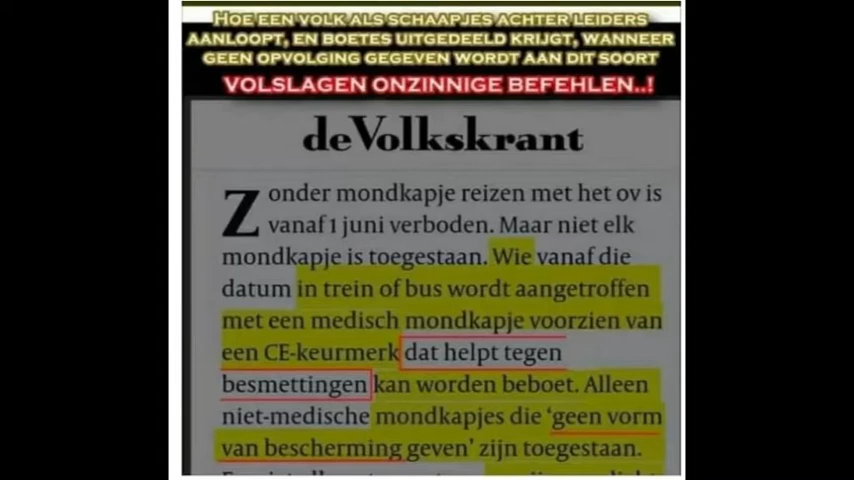 HOE EEN VOLK ALS SCHAAPJES ACHTER LEIDERS
AANLOOPT, EN BOETES UITGEDEELD KRIJGT, WANNEER
GEEN OPVOLGING GEGEVEN WORDT AAN DIT SOORT
VOLSLAGEN ONZINNIGE BEFEHLEN..!
de Volkskrant
Zonder mondkapje reizen met het ov is
vanaf 1 juni verboden. Maar niet elk
mondkapje is toegestaan. Wie vanaf die
datum in trein of bus wordt aangetroffen
met een medisch mondkapje voorzien van
een CE-keurmerk dat helpt tegen
besmettingen kan worden beboet. Alleen
niet-medische mondkapjes die ‘geen vorm
van bescherming geven’ zijn toegestaan.